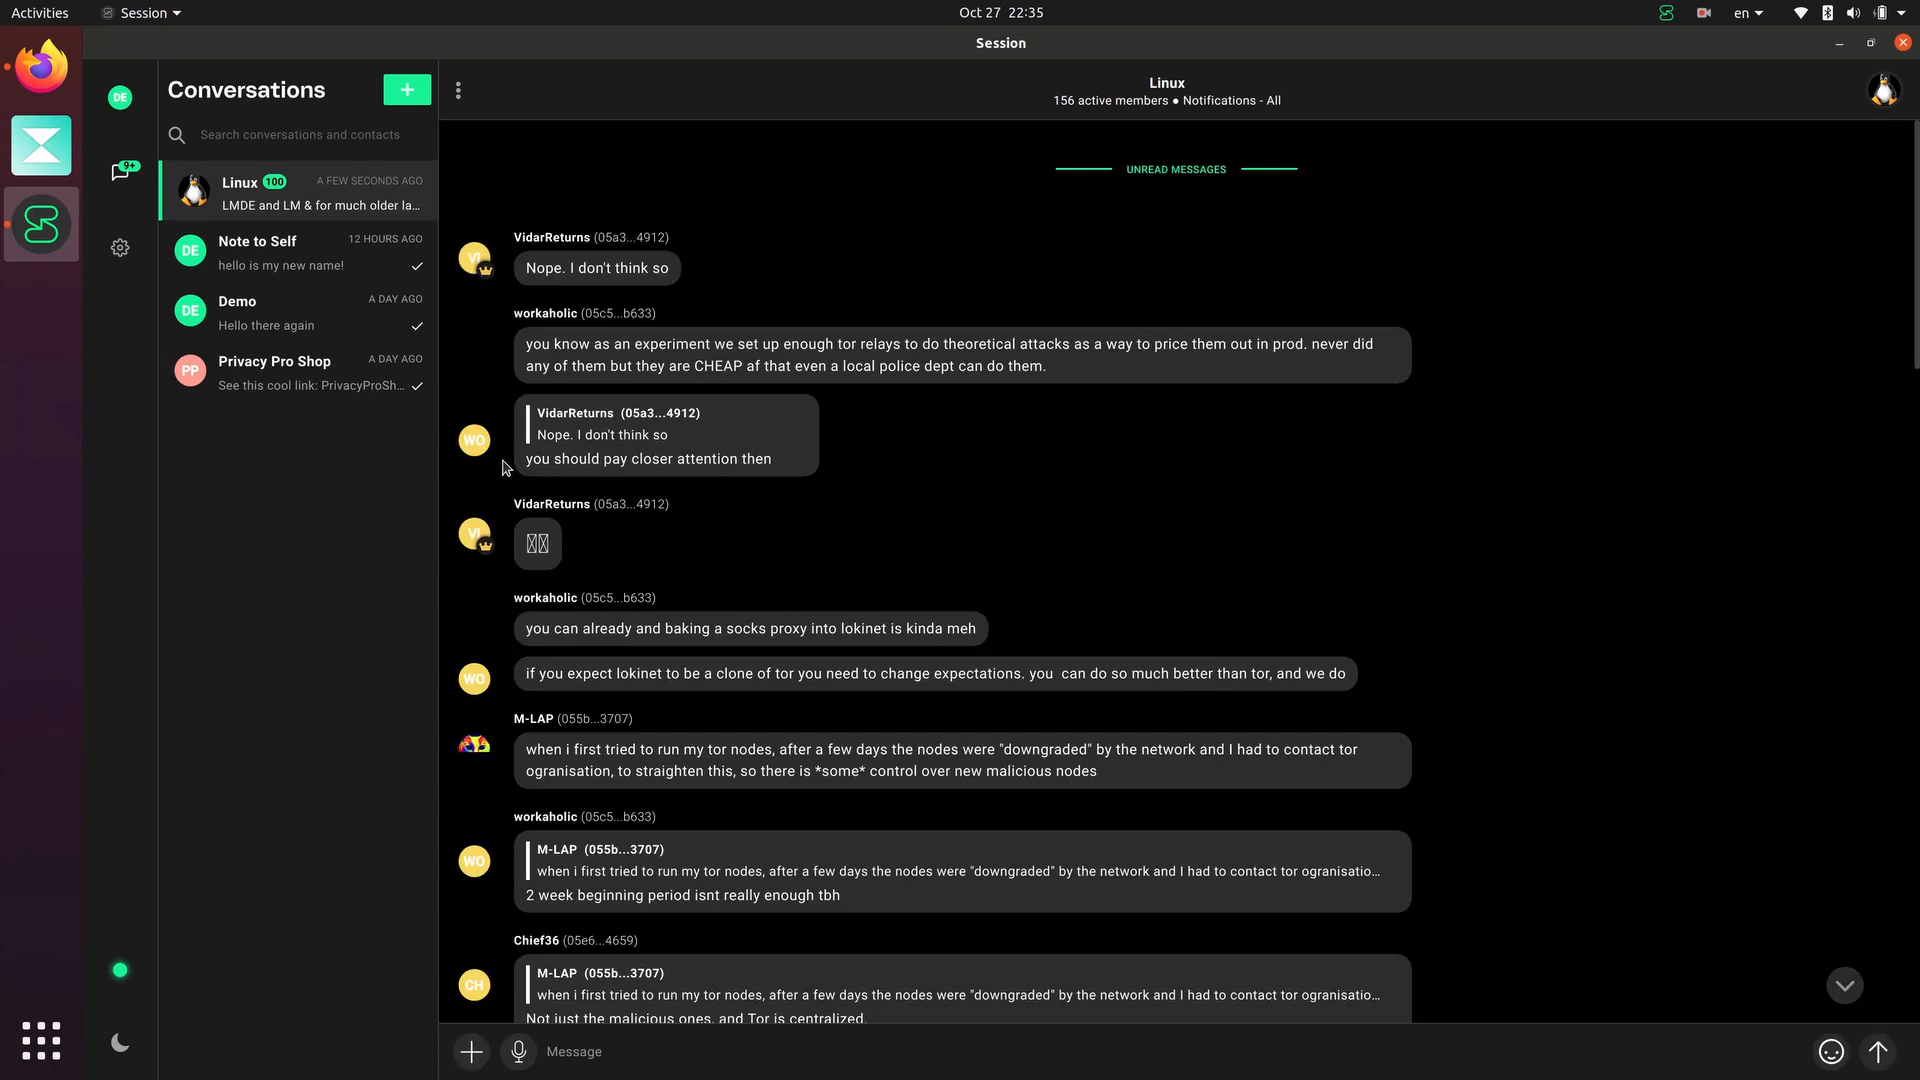 Activities
Session
Oct 27 22:35
en
Session
DE
Conversations
+
9+
Search conversations and contacts
Linux 100 A FEW SECONDS AGO
LMDE and LM & for much older la...
DE
Note to Self 12 HOURS AGO
hello is my new name!
DE
Demo A DAY AGO
Hello there again
PP
Privacy Pro Shop A DAY AGO
See this cool link: PrivacyProSh...
Linux
156 active members ● Notifications - All
UNREAD MESSAGES
VidarReturns (05a3...4912)
VI
Nope. I don't think so
workaholic (05c5...b633)
you know as an experiment we set up enough tor relays to do theoretical attacks as a way to price them out in prod. never did
any of them but they are CHEAP af that even a local police dept can do them.
VidarReturns (05a3...4912)
Nope. I don't think so
WO
you should pay closer attention then
VidarReturns (05a3...4912)
VI
workaholic (05c5...b633)
you can already and baking a socks proxy into lokinet is kinda meh
WO
if you expect lokinet to be a clone of tor you need to change expectations. you  can do so much better than tor, and we do
M-LAP (055b...3707)
when i first tried to run my tor nodes, after a few days the nodes were "downgraded" by the network and I had to contact tor
ogranisation, to straighten this, so there is *some* control over new malicious nodes
workaholic (05c5...b633)
M-LAP (055b...3707)
WO
when i first tried to run my tor nodes, after a few days the nodes were "downgraded" by the network and I had to contact tor ogranisatio...
2 week beginning period isnt really enough tbh
Chief36 (05e6...4659)
M-LAP (055b...3707)
CH
when i first tried to run my tor nodes, after a few days the nodes were "downgraded" by the network and I had to contact tor ogranisatio...
Not just the malicious ones, and Tor is centralized.
Message